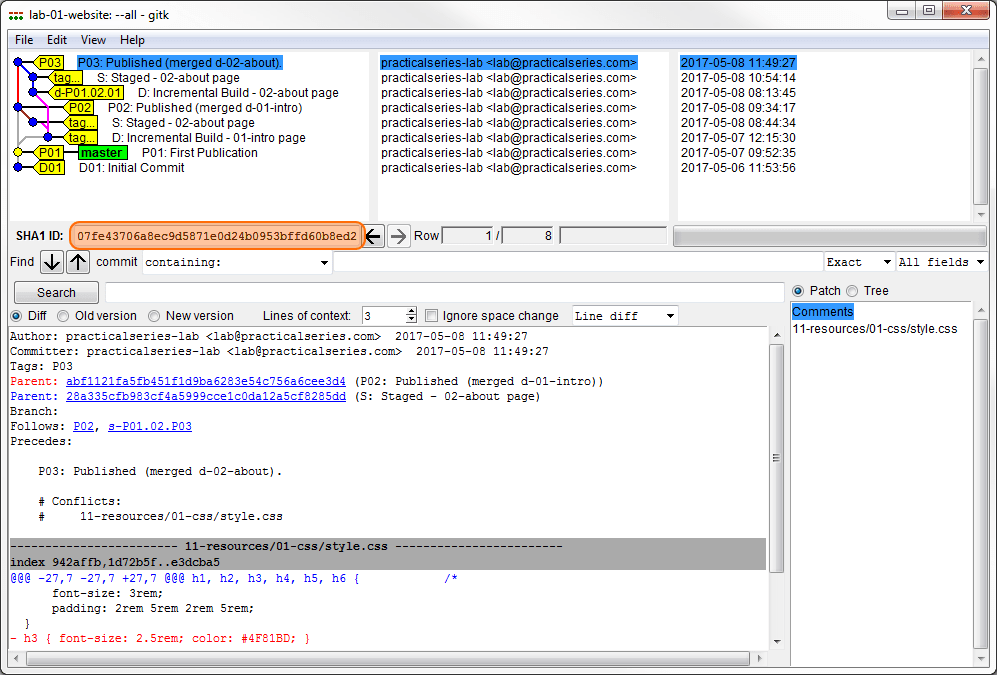 lab-01-website: --all - gitk
File Edit View Help
P03 P03: Published (merged d-02-about). practicalseries-lab <lab@practicalseries.com> 2017-05-08 11:49:27
tag... S: Staged - 02-about page practicalseries-lab <lab@practicalseries.com> 2017-05-08 10:54:14
d-P01.02.01 D: Incremental Build - 02-about page practicalseries-lab <lab@practicalseries.com> 2017-05-08 08:13:45
P02 P02: Published (merged d-01-intro) practicalseries-lab <lab@practicalseries.com> 2017-05-08 09:34:17
tag... S: Staged - 02-about page practicalseries-lab <lab@practicalseries.com> 2017-05-08 08:44:34
tag... D: Incremental Build - 01-intro page practicalseries-lab <lab@practicalseries.com> 2017-05-07 12:15:30
P01 master P01: First Publication practicalseries-lab <lab@practicalseries.com> 2017-05-07 09:52:35
D01 D01: Initial Commit practicalseries-lab <lab@practicalseries.com> 2017-05-06 11:53:56
SHA1 ID: 07fe43706a8ec9d5871e0d24b0953bffd60b8ed2 Row 1 / 8
Find commit containing: Exact All fields
Search Patch Tree
Diff Old version New version Lines of context: 3 Ignore space change Line diff
Comments
11-resources/01-css/style.css
Author: practicalseries-lab <lab@practicalseries.com> 2017-05-08 11:49:27
Committer: practicalseries-lab <lab@practicalseries.com> 2017-05-08 11:49:27
Tags: P03
Parent: abf1121fa5fb451f1d9ba6283e54c756a6cee3d4 (P02: Published (merged d-01-intro))
Parent: 28a335cfb983cf4a5999cce1c0da12a5cf8285dd (S: Staged - 02-about page)
Branch:
Follows: P02, s-P01.02.P03
Precedes:
P03: Published (merged d-02-about).
# Conflicts:
# 11-resources/01-css/style.css
------------------------ 11-resources/01-css/style.css ------------------------
index 942affb,1d72b5f..e3dcba5
@@@ -27,7 -27,7 +27,7 @@@ h1, h2, h3, h4, h5, h6 { /*
font-size: 3rem;
padding: 2rem 5rem 2rem 5rem;
}
- h3 { font-size: 2.5rem; color: #4F81BD; }